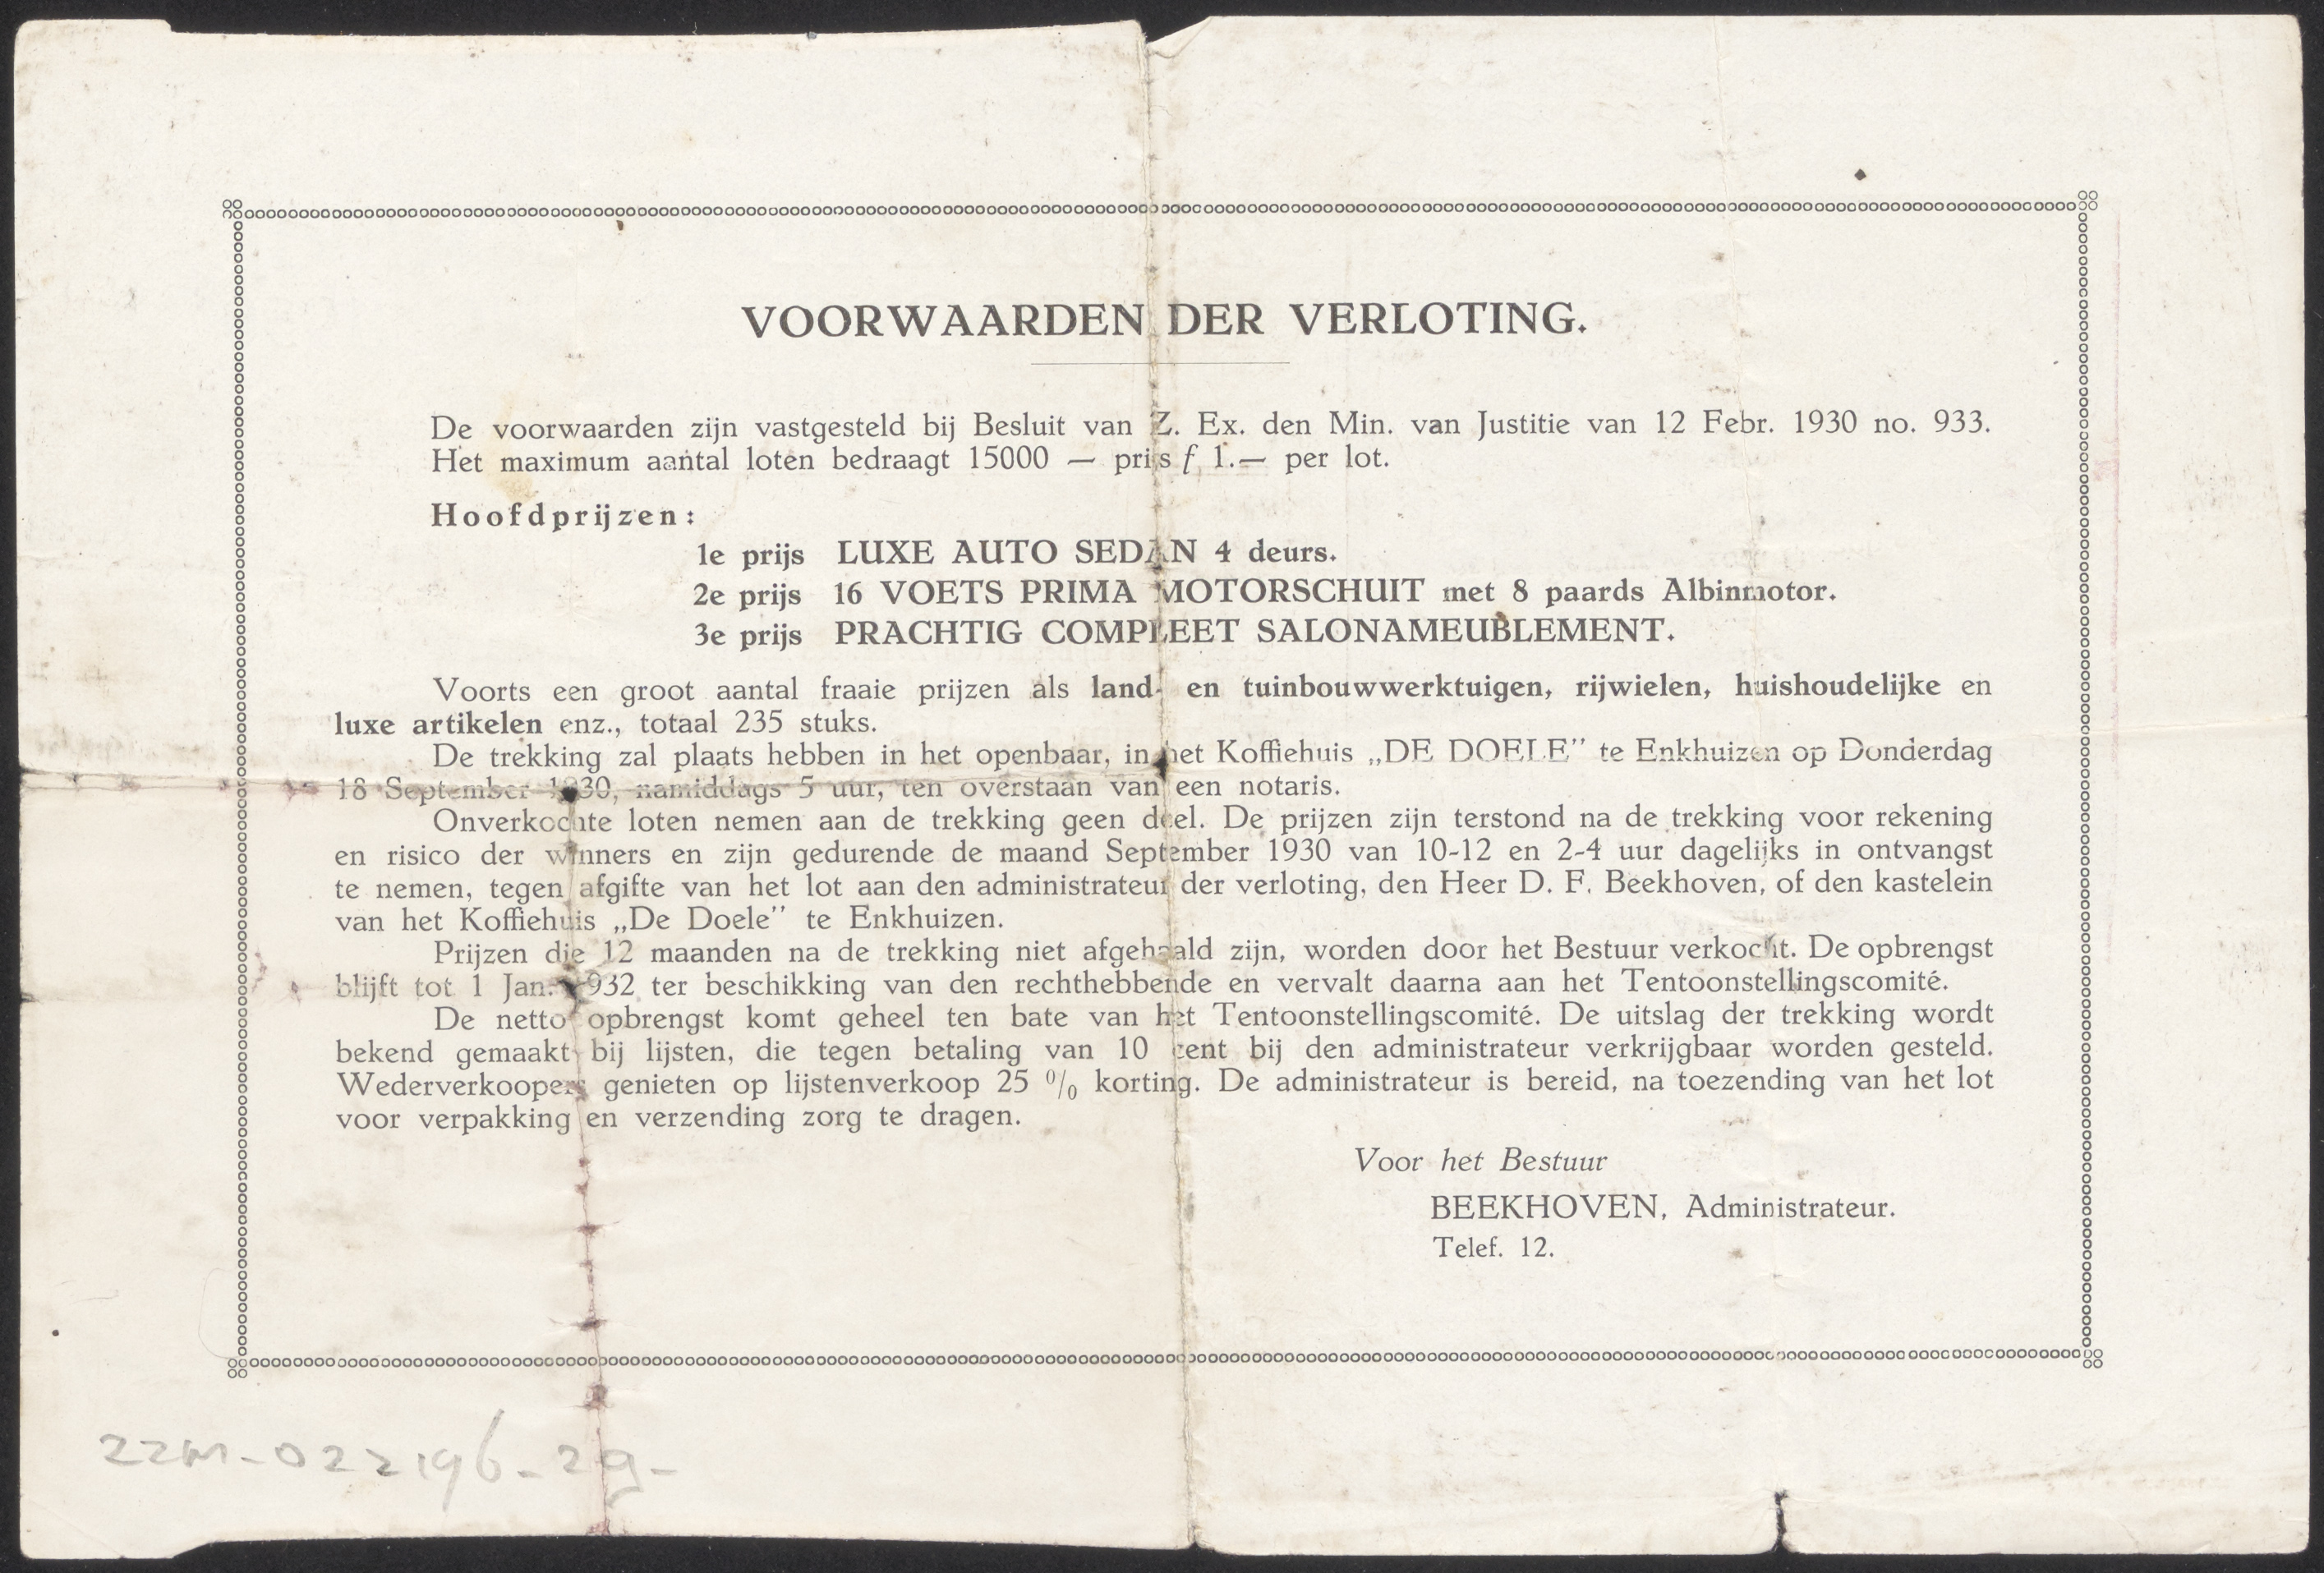 VOORWAARDEN DER VERLOTING.
De voorwaarden zijn vastgesteld bij Besluit van Z. Ex. den Min. van Justitie van 12 Febr. 1930 no. 933.
Het maximum aantal loten bedraagt 15000 — prijs f 1.— per lot.
Hoofdprijzen:
1e prijs LUXE AUTO SEDAN 4 deurs.
2e prijs 16 VOETS PRIMA MOTORSCHUIT met 8 paards Albinmotor.
3e prijs PRACHTIG COMPLEET SALONAMEUBLEMENT.
Voorts een groot aantal fraaie prijzen als land- en tuinbouwwerktuigen, rijwielen, huishoudelijke en
luxe artikelen enz., totaal 235 stuks.
De trekking zal plaats hebben in het openbaar, in het Koffiehuis „DE DOELE” te Enkhuizen op Donderdag
18 September 1930, namiddags 5 uur, ten overstaan van een notaris.
Onverkochte loten nemen aan de trekking geen deel. De prijzen zijn terstond na de trekking voor rekening
en risico der winners en zijn gedurende de maand September 1930 van 10-12 en 2-4 uur dagelijks in ontvangst
te nemen, tegen afgifte van het lot aan den administrateur der verloting, den Heer D. F. Beekhoven, of den kastelein
van het Koffiehuis „De Doele” te Enkhuizen.
Prijzen die 12 maanden na de trekking niet afgehaald zijn, worden door het Bestuur verkocht. De opbrengst
blijft tot 1 Jan. 1932 ter beschikking van den rechthebbende en vervalt daarna aan het Tentoonstellingscomité.
De netto opbrengst komt geheel ten bate van het Tentoonstellingscomité. De uitslag der trekking wordt
bekend gemaakt bij lijsten, die tegen betaling van 10 cent bij den administrateur verkrijgbaar worden gesteld.
Wederverkoopers genieten op lijstenverkoop 25 % korting. De administrateur is bereid, na toezending van het lot
voor verpakking en verzending zorg te dragen.
Voor het Bestuur
BEEKHOVEN, Administrateur.
Telef. 12.
22M-022196-29-